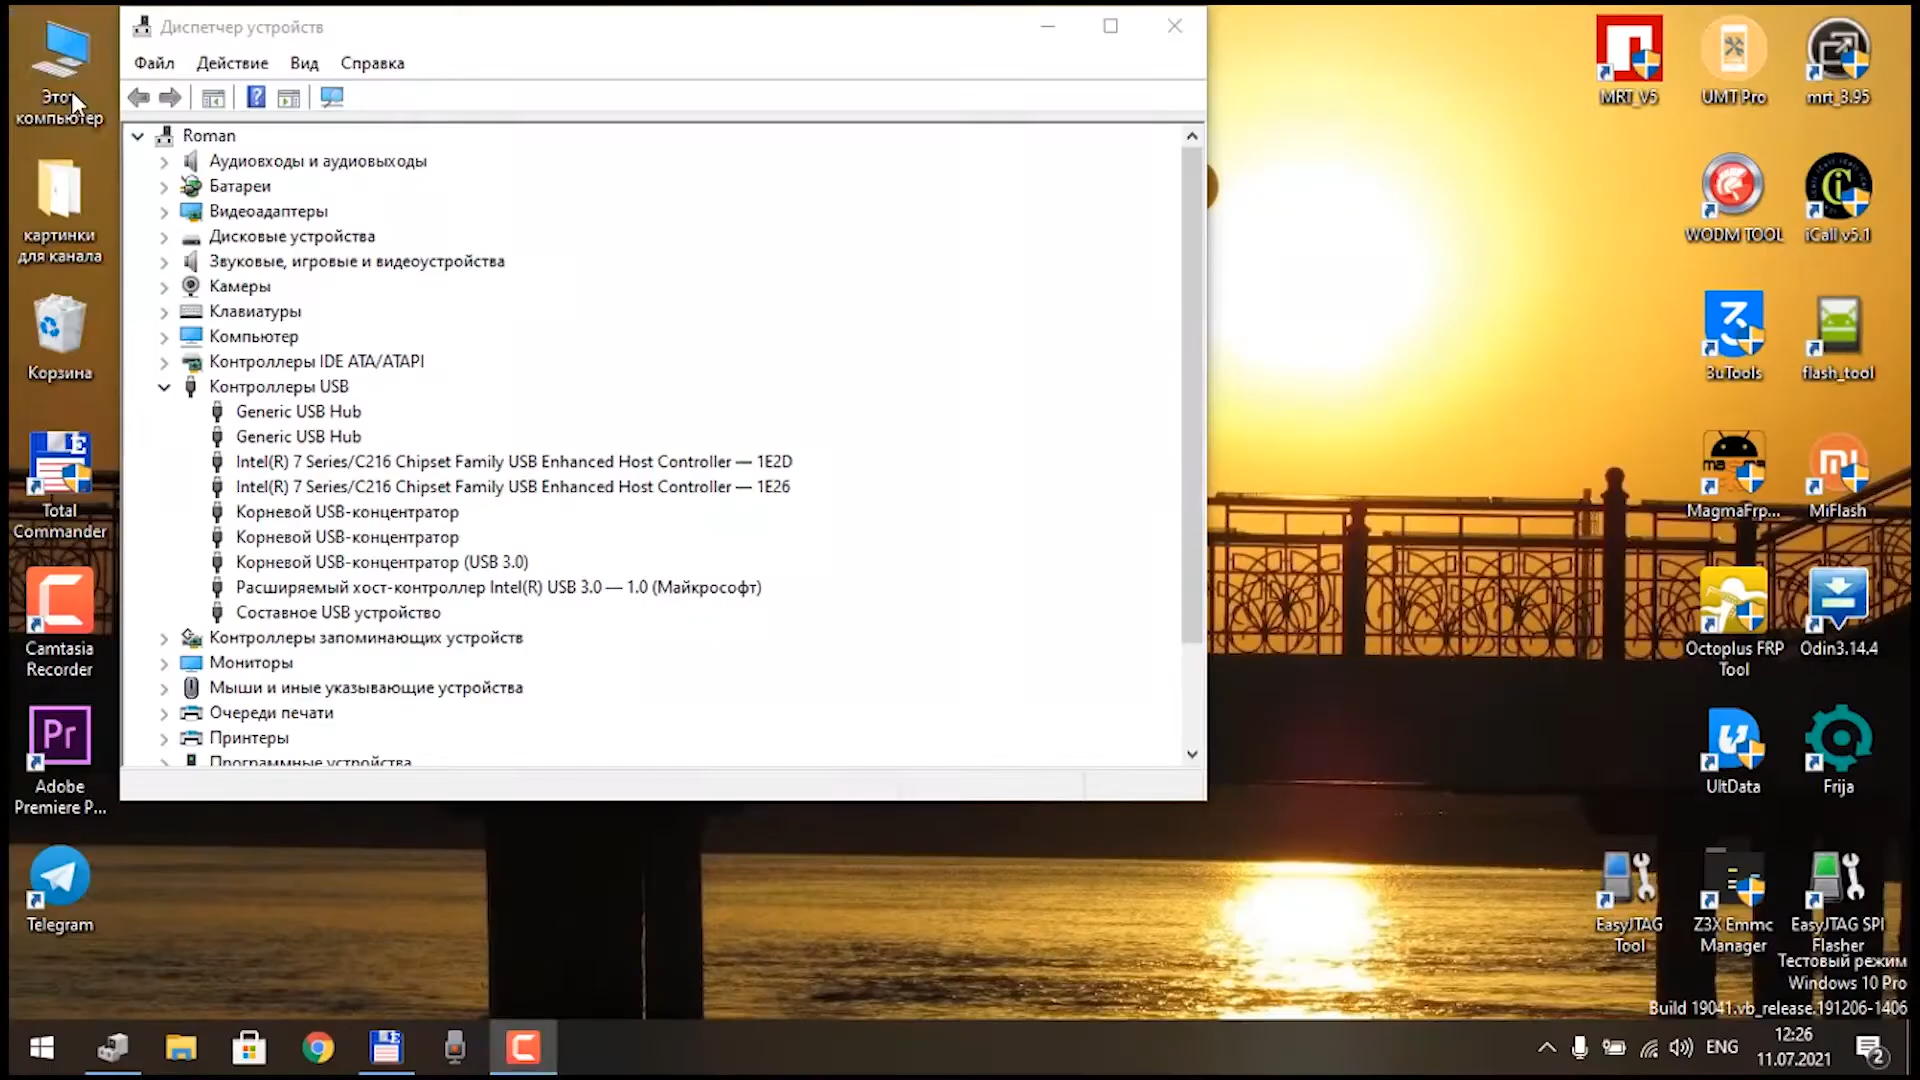 Диспетчер устройств
Файл
Действие
Вид
Справка
Roman
Аудиовходы и аудиовыходы
Батареи
Видеоадаптеры
Дисковые устройства
Звуковые, игровые и видеоустройства
Камеры
Клавиатуры
Компьютер
Контроллеры IDE ATA/ATAPI
Контроллеры USB
Generic USB Hub
Generic USB Hub
Intel(R) 7 Series/C216 Chipset Family USB Enhanced Host Controller — 1E2D
Intel(R) 7 Series/C216 Chipset Family USB Enhanced Host Controller — 1E26
Корневой USB-концентратор
Корневой USB-концентратор
Корневой USB-концентратор (USB 3.0)
Расширяемый хост-контроллер Intel(R) USB 3.0 — 1.0 (Майкрософт)
Составное USB устройство
Контроллеры запоминающих устройств
Мониторы
Мыши и иные указывающие устройства
Очереди печати
Принтеры
Программные устройства
Этот
компьютер
картинки
для канала
Корзина
Total
Commander
Camtasia
Recorder
Pr
Adobe
Premiere P...
Telegram
MRT_V5
UMT Pro
mrt_3.95
WODM TOOL
iCall v5.1
3uTools
flash_tool
MagmaFrp...
MiFlash
Octoplus FRP
Tool
Odin3.14.4
UltData
Frija
EasyJTAG
Tool
Z3X Emmc
Manager
EasyJTAG SPI
Flasher
Тестовый режим
Windows 10 Pro
Build 19041.vb_release.191206-1406
ENG
12:26
11.07.2021
2